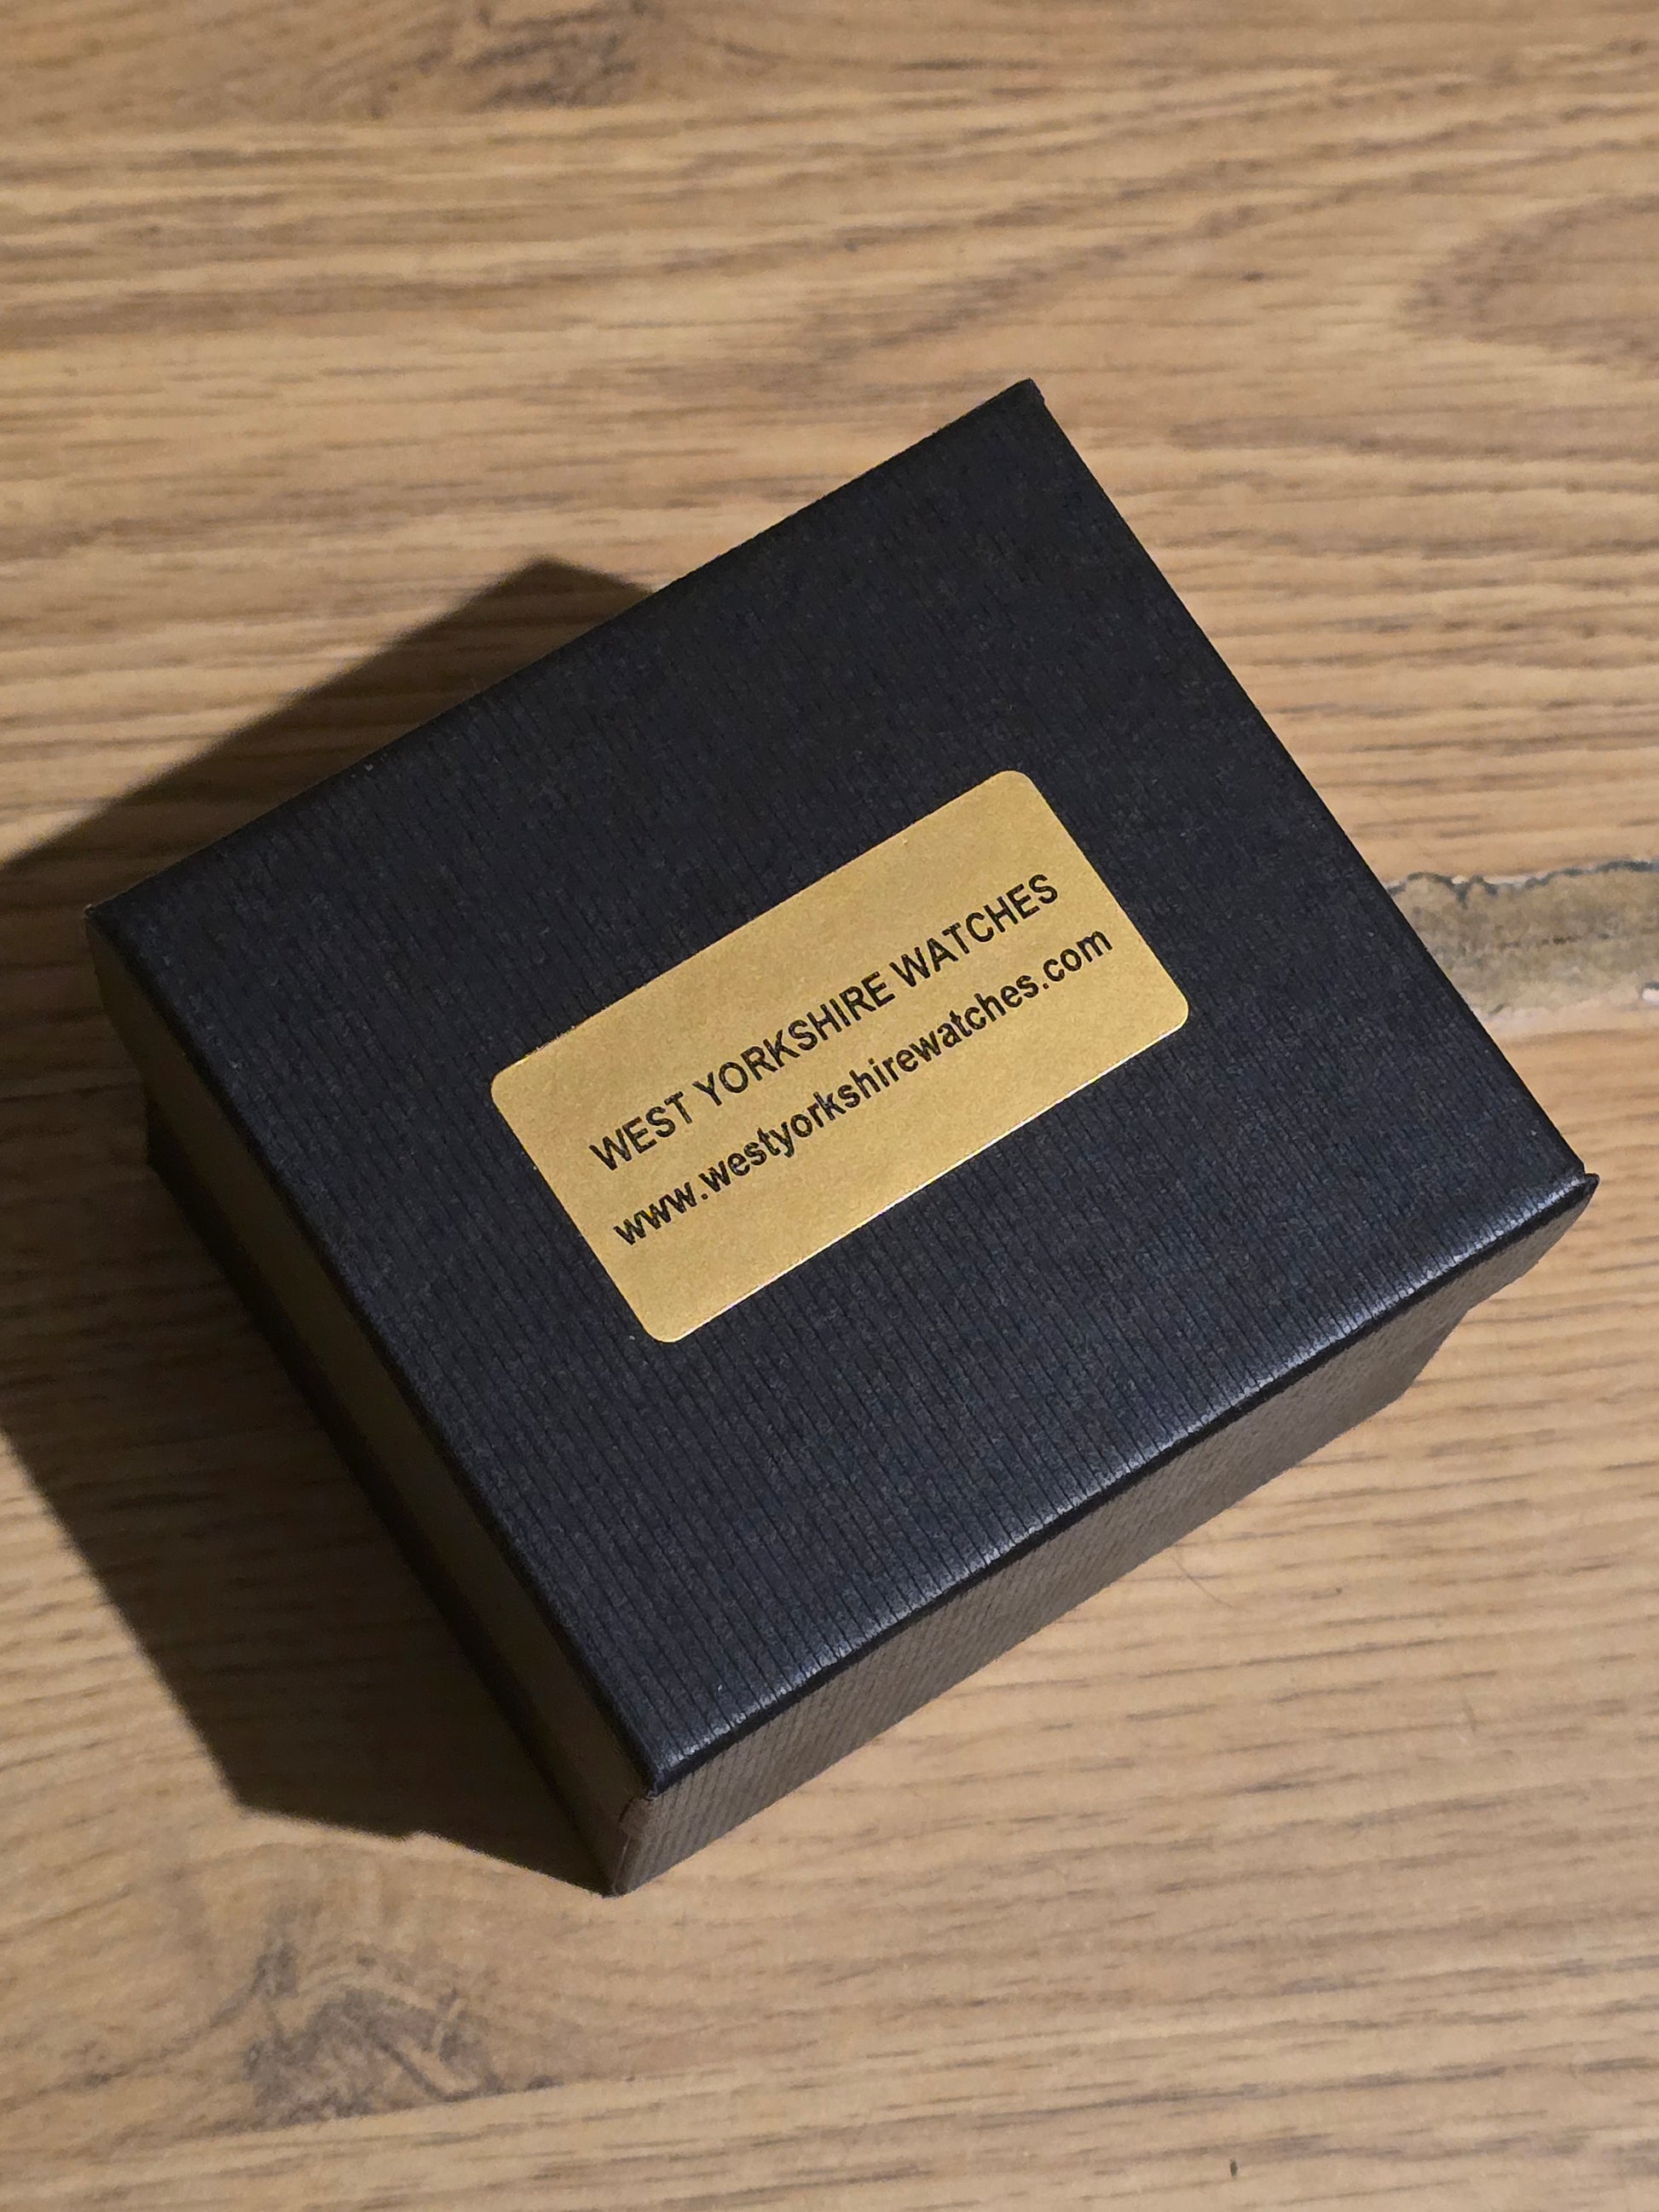 WEST YORKSHIRE WATCHES
www.westyorkshirewatches.com